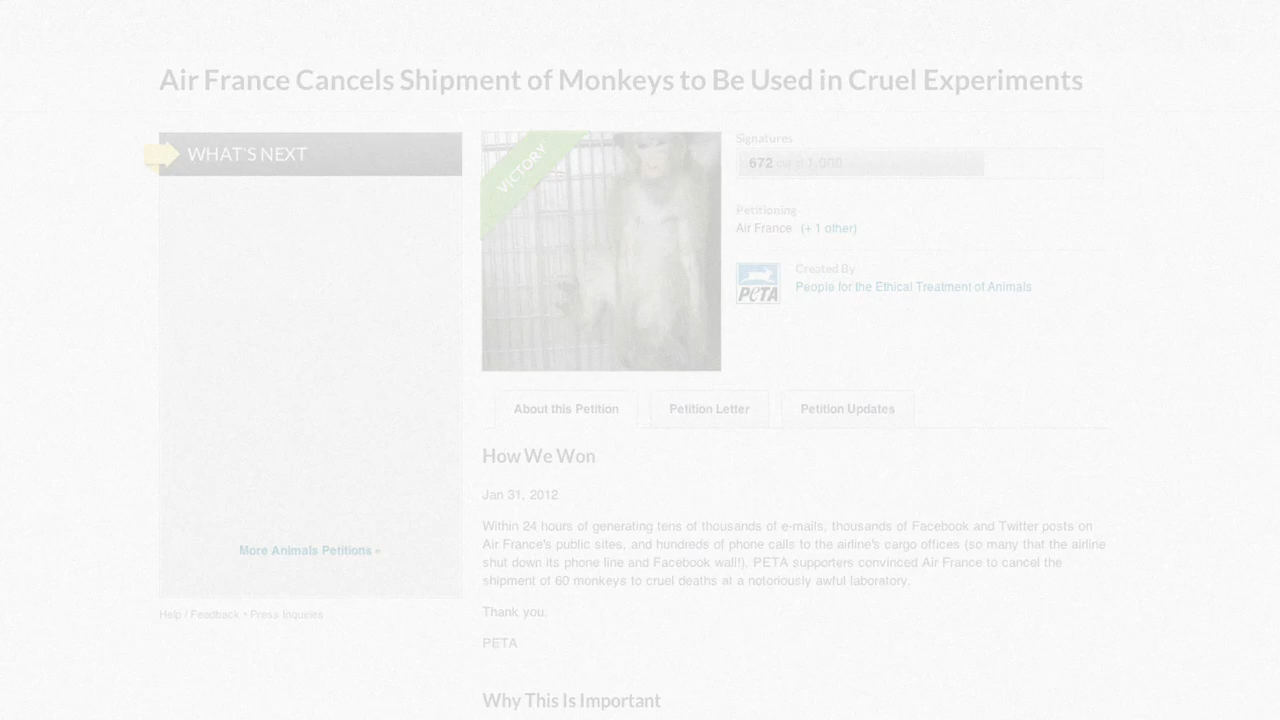 Air France Cancels Shipment of Monkeys to Be Used in Cruel Experiments
WHAT'S NEXT
More Animals Petitions »
Help / Feedback • Press Inquiries
VICTORY
Signatures
672 out of 1,000
Petitioning
Air France (+ 1 other)
PETA
Created By
People for the Ethical Treatment of Animals
About this Petition
Petition Letter
Petition Updates
How We Won
Jan 31, 2012
Within 24 hours of generating tens of thousands of e-mails, thousands of Facebook and Twitter posts on
Air France's public sites, and hundreds of phone calls to the airline's cargo offices (so many that the airline
shut down its phone line and Facebook wall!). PETA supporters convinced Air France to cancel the
shipment of 60 monkeys to cruel deaths at a notoriously awful laboratory.
Thank you.
PETA
Why This Is Important